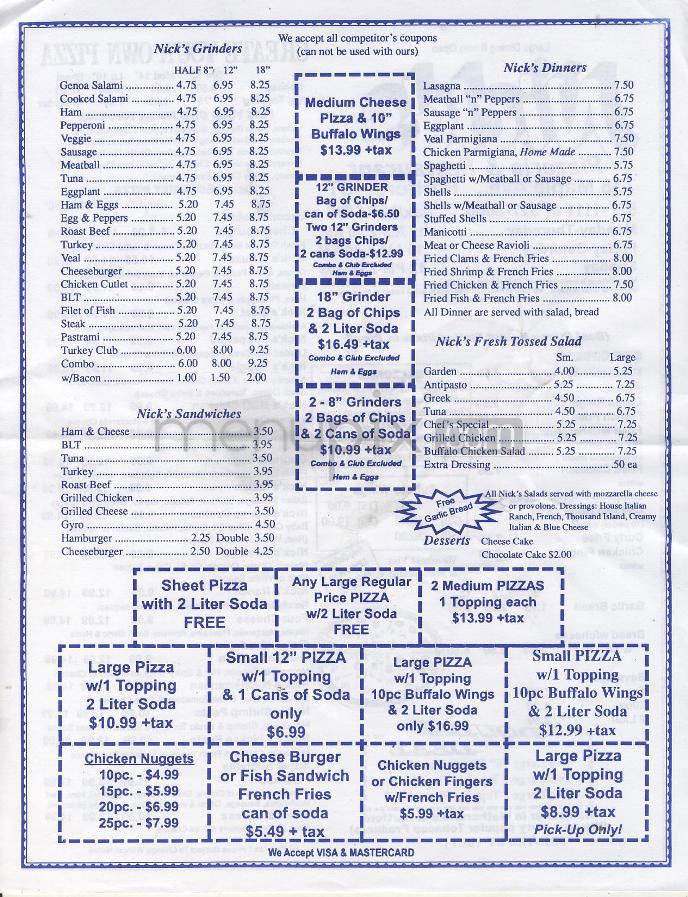 We accept all competitor's coupons
(can not be used with ours)
Nick's Grinders
HALF 8" 12" 18"
Genoa Salami 4.75 6.95 8.25
Cooked Salami 4.75 6.95 8.25
Ham 4.75 6.95 8.25
Pepperoni 4.75 6.95 8.25
Veggie 4.75 6.95 8.25
Sausage 4.75 6.95 8.25
Meatball 4.75 6.95 8.25
Tuna 4.75 6.95 8.25
Eggplant 4.75 6.95 8.25
Ham & Eggs 5.20 7.45 8.75
Egg & Peppers 5.20 7.45 8.75
Roast Beef 5.20 7.45 8.75
Turkey 5.20 7.45 8.75
Veal 5.20 7.45 8.75
Cheeseburger 5.20 7.45 8.75
Chicken Cutlet 5.20 7.45 8.75
BLT 5.20 7.45 8.75
Filet of Fish 5.20 7.45 8.75
Steak 5.20 7.45 8.75
Pastrami 5.20 7.45 8.75
Turkey Club 6.00 8.00 9.25
Combo 6.00 8.00 9.25
w/Bacon 1.00 1.50 2.00
Nick's Sandwiches
Ham & Cheese 3.50
BLT 3.95
Tuna 3.50
Turkey 3.95
Roast Beef 3.95
Grilled Chicken 3.95
Grilled Cheese 3.50
Gyro 4.50
Hamburger 2.25 Double 3.50
Cheeseburger 2.50 Double 4.25
Medium Cheese
PIzza & 10"
Buffalo Wings
$13.99 +tax
12" GRINDER
Bag of Chips/
can of Soda-$6.50
Two 12" Grinders
2 bags Chips/
2 cans Soda-$12.99
Combo & Club Excluded
Ham & Eggs
18" Grinder
2 Bag of Chips
& 2 Liter Soda
$16.49 +tax
Combo & Club Excluded
Ham & Eggs
2 - 8" Grinders
2 Bags of Chips
& 2 Cans of Soda
$10.99 +tax
Combo & Club Excluded
Ham & Eggs
Nick's Dinners
Lasagna 7.50
Meatball "n" Peppers 6.75
Sausage "n" Peppers 6.75
Eggplant 6.75
Veal Parmigiana 7.50
Chicken Parmigiana, Home Made 7.50
Spaghetti 5.75
Spaghetti w/Meatball or Sausage 6.75
Shells 5.75
Shells w/Meatball or Sausage 6.75
Stuffed Shells 6.75
Manicotti 6.75
Meat or Cheese Ravioli 6.75
Fried Clams & French Fries 8.00
Fried Shrimp & French Fries 8.00
Fried Chicken & French Fries 7.50
Fried Fish & French Fries 8.00
All Dinner are served with salad, bread
Nick's Fresh Tossed Salad
Sm. Large
Garden 4.00 5.25
Antipasto 5.25 7.25
Greek 4.50 6.75
Tuna 4.50 6.75
Chef's Special 5.25 7.25
Grilled Chicken 5.25 7.25
Buffalo Chicken Salad 5.25 7.25
Extra Dressing .50 ea
Free
Garlic Bread
All Nick's Salads served with mozzarella cheese
or provolone. Dressings: House Italian
Ranch, French, Thousand Island, Creamy
Italian & Blue Cheese
Desserts Cheese Cake
Chocolate Cake $2.00
Sheet Pizza
with 2 Liter Soda
FREE
Any Large Regular
Price PIZZA
w/2 Liter Soda
FREE
2 Medium PIZZAS
1 Topping each
$13.99 +tax
Large Pizza
w/1 Topping
2 Liter Soda
$10.99 +tax
Small 12" PIZZA
w/1 Topping
& 1 Cans of Soda
only
$6.99
Large PIZZA
w/1 Topping
10pc Buffalo Wings
& 2 Liter Soda
only $16.99
Small PIZZA
w/1 Topping
10pc Buffalo Wings
& 2 Liter Soda
$12.99 +tax
Chicken Nuggets
10pc. - $4.99
15pc. - $5.99
20pc. - $6.99
25pc. - $7.99
Cheese Burger
or Fish Sandwich
French Fries
can of soda
$5.49 + tax
Chicken Nuggets
or Chicken Fingers
w/French Fries
$5.99 +tax
Large Pizza
w/1 Topping
2 Liter Soda
$8.99 +tax
Pick-Up Only!
We Accept VISA & MASTERCARD